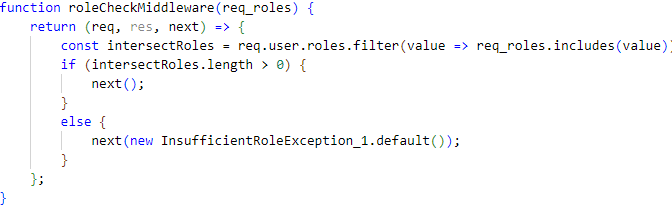 function roleCheckMiddleware(req_roles) {
    return (req, res, next) => {
        const intersectRoles = req.user.roles.filter(value => req_roles.includes(value)
        if (intersectRoles.length > 0) {
            next();
        }
        else {
            next(new InsufficientRoleException_1.default());
        }
    };
}